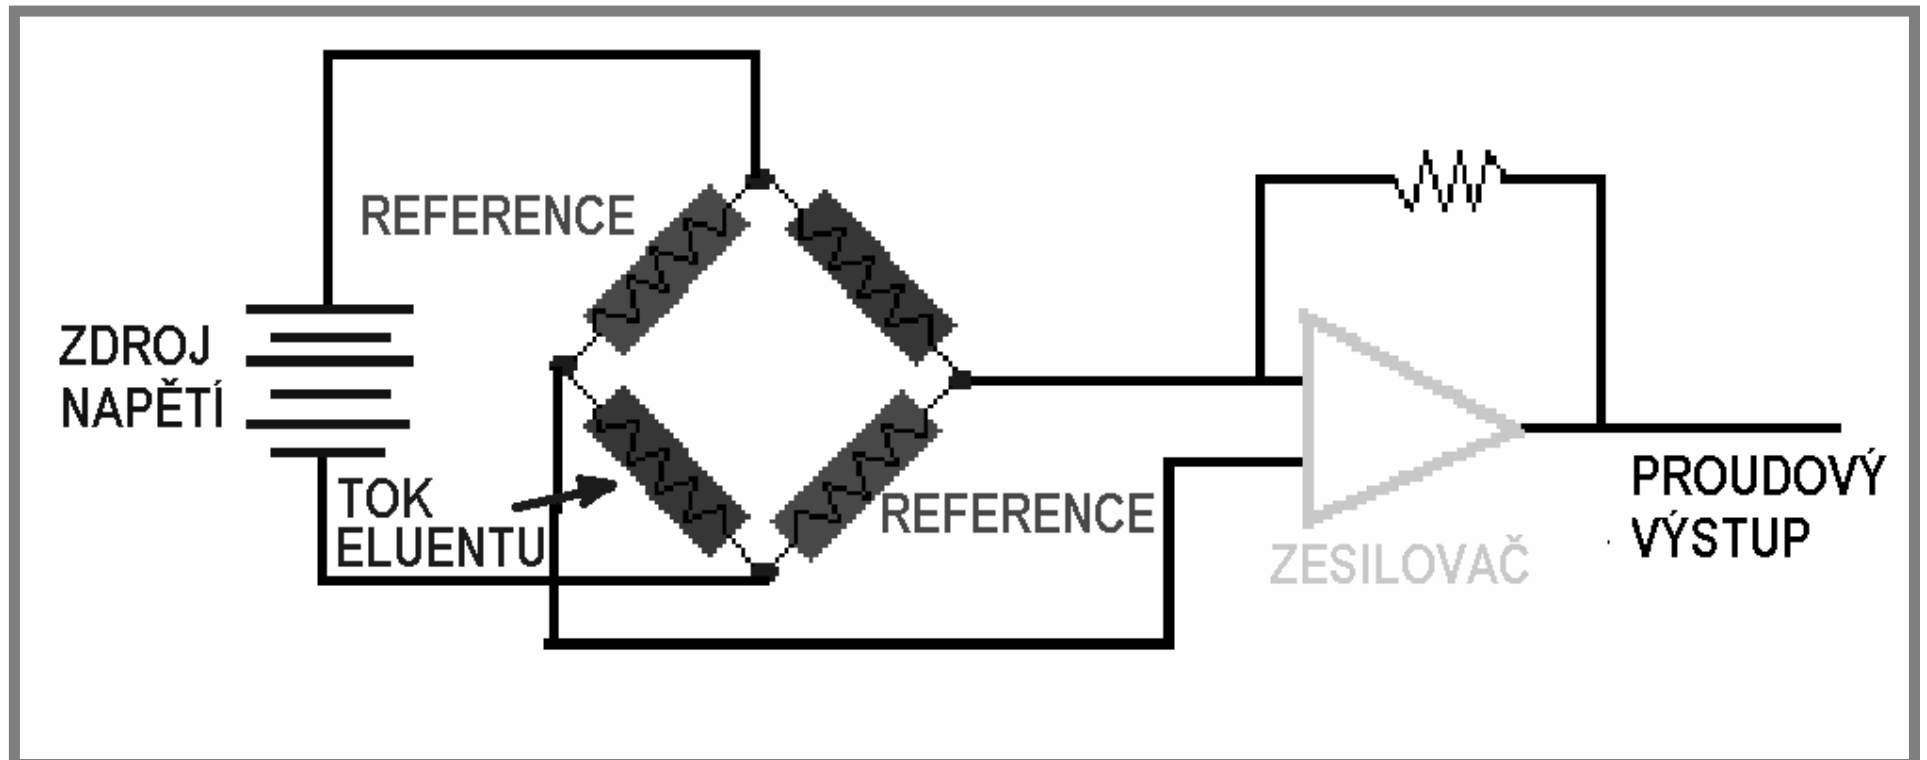 REFERENCE
ZDROJ
NAPĚTÍ
TOK
ELUENTU
REFERENCE
ZESILOVAČ
PROUDOVÝ
VÝSTUP